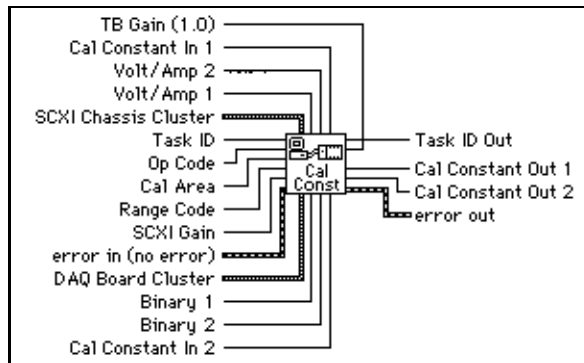 TB Gain (1.0)
Cal Constant In 1
Volt/Amp 2
Volt/Amp 1
SCXI Chassis Cluster
Task ID
Op Code
Cal Area
Range Code
SCXI Gain
error in (no error)
DAQ Board Cluster
Binary 1
Binary 2
Cal Constant In 2
Cal
Const
Task ID Out
Cal Constant Out 1
Cal Constant Out 2
error out